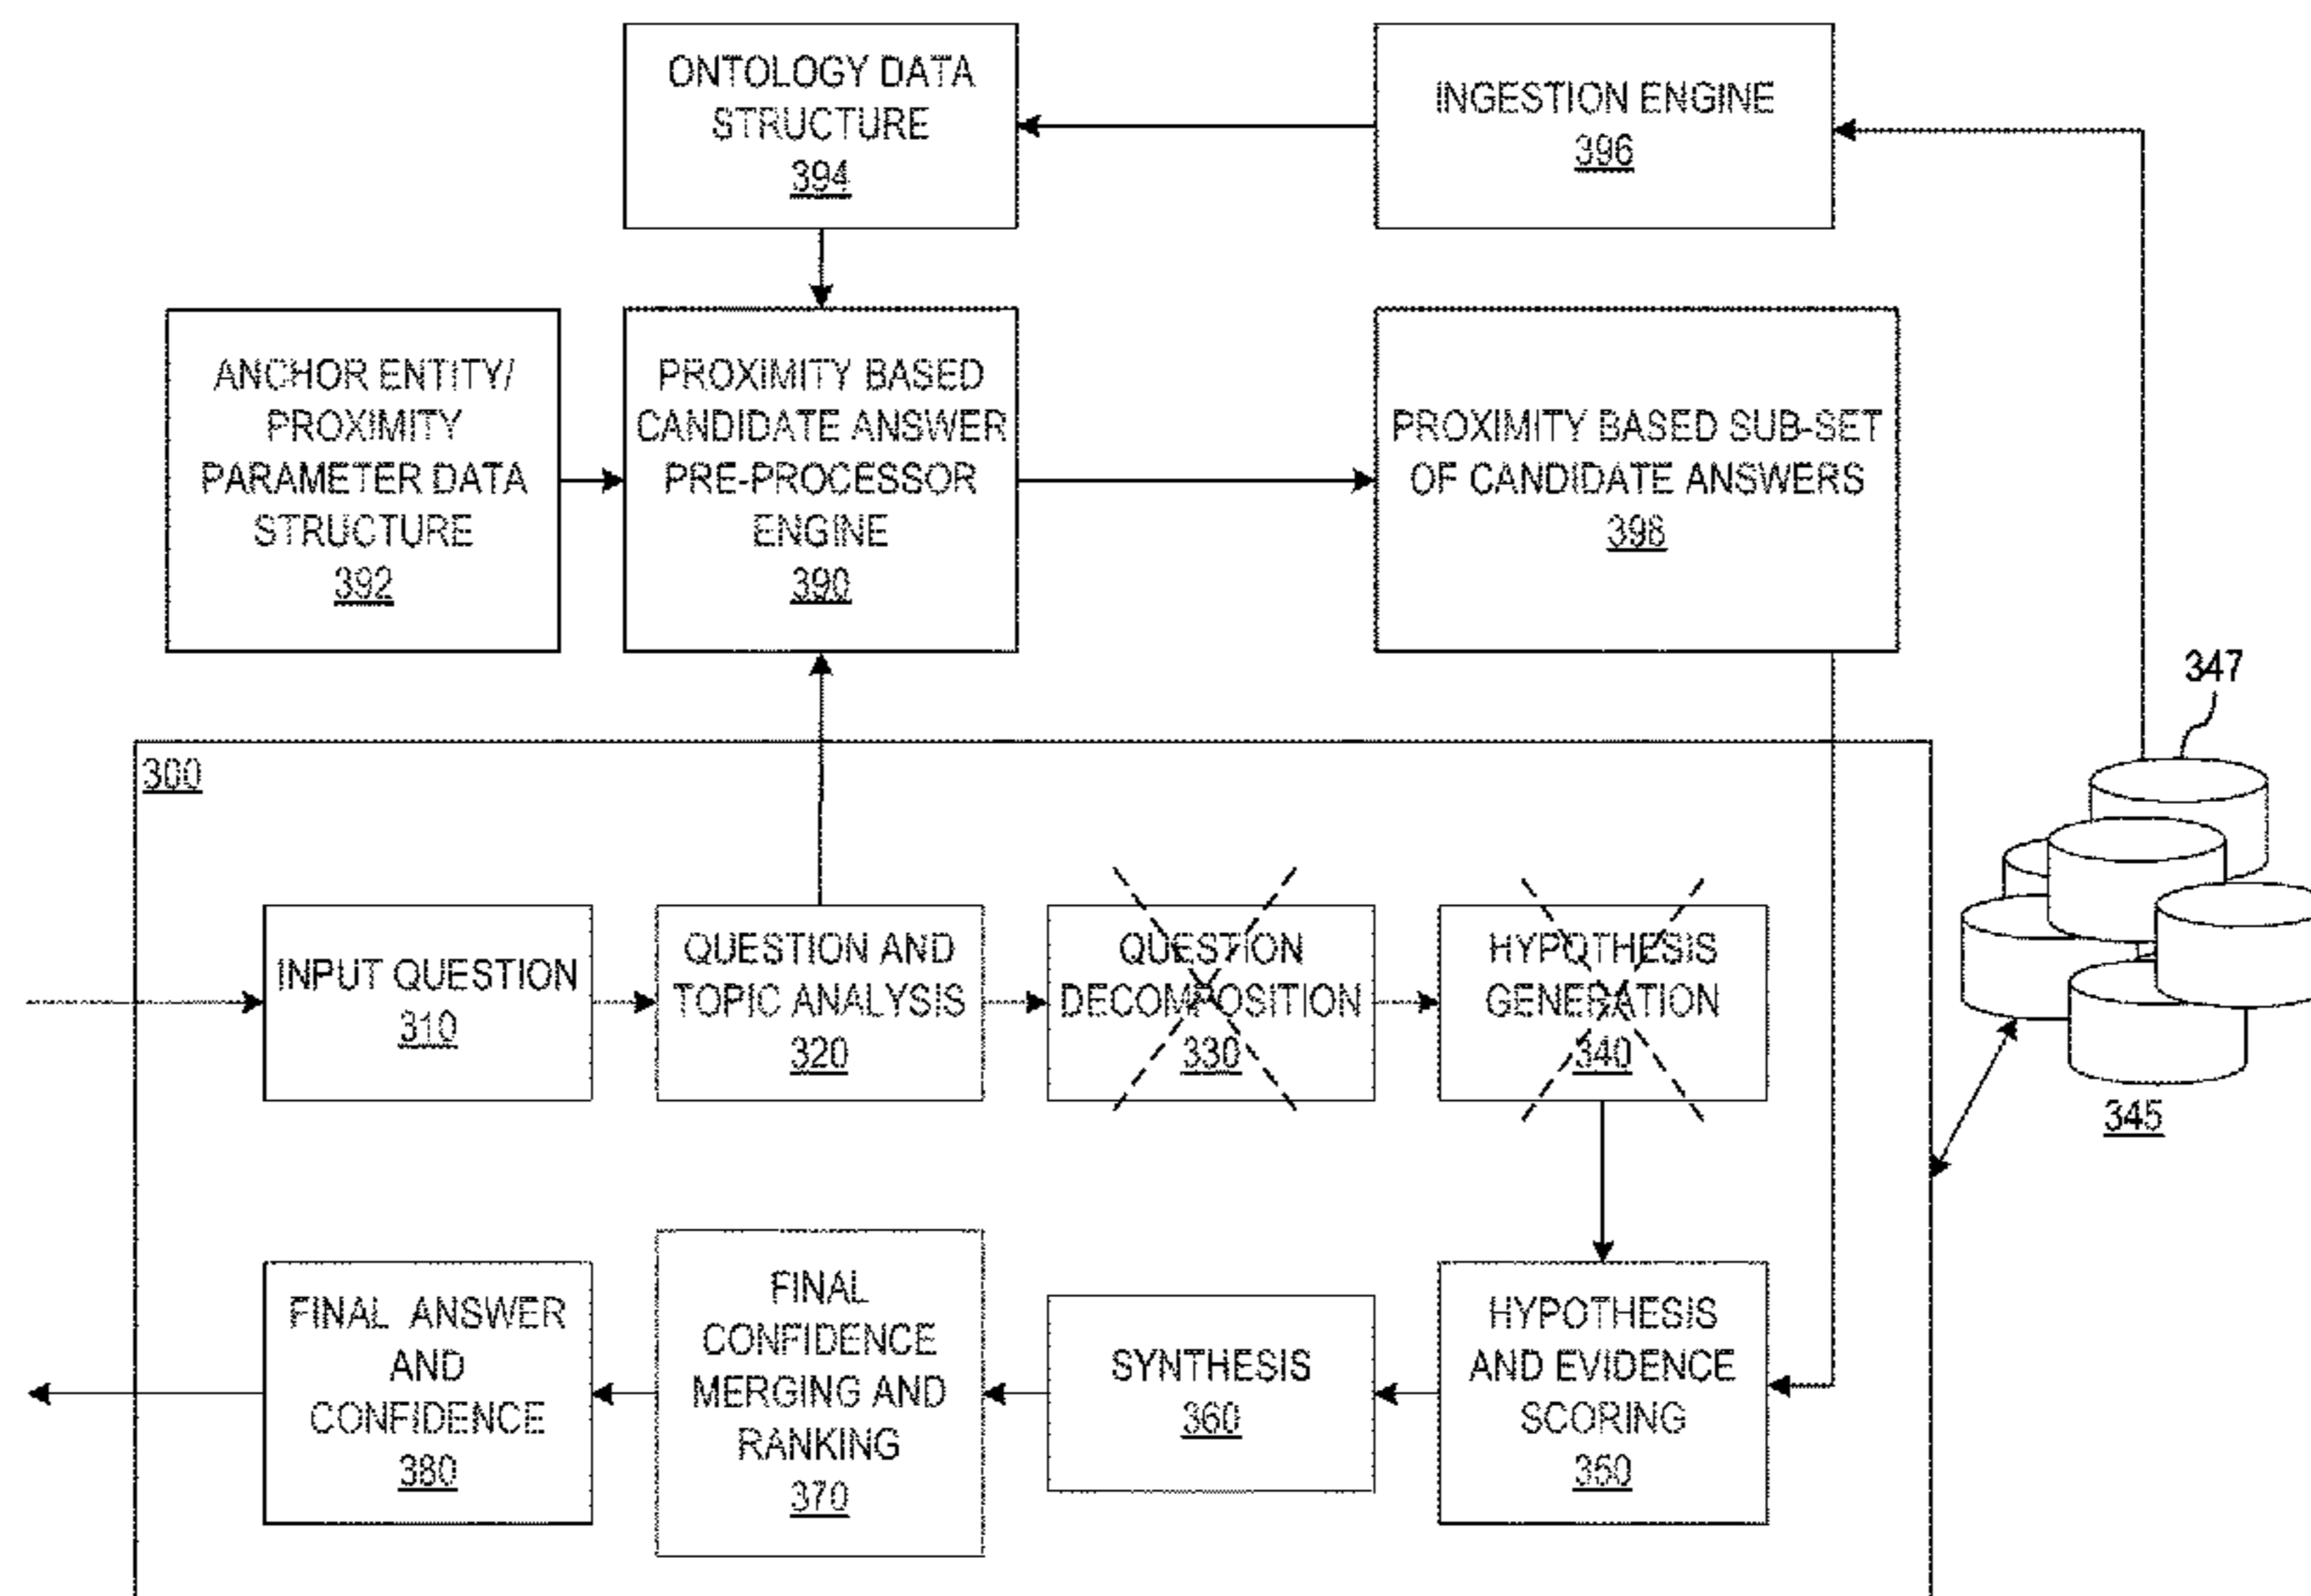 ONTOLOGY DATA
STRUCTURE
394
INGESTION ENGINE
396
ANCHOR ENTITY/
PROXIMITY
PARAMETER DATA
STRUCTURE
392
PROXIMITY BASED
CANDIDATE ANSWER
PRE-PROCESSOR
ENGINE
390
PROXIMITY BASED SUB-SET
OF CANDIDATE ANSWERS
398
347
300
INPUT QUESTION
310
QUESTION AND
TOPIC ANALYSIS
320
QUESTION
DECOMPOSITION
330
HYPOTHESIS
GENERATION
340
345
FINAL ANSWER
AND
CONFIDENCE
380
FINAL
CONFIDENCE
MERGING AND
RANKING
370
SYNTHESIS
360
HYPOTHESIS
AND EVIDENCE
SCORING
350